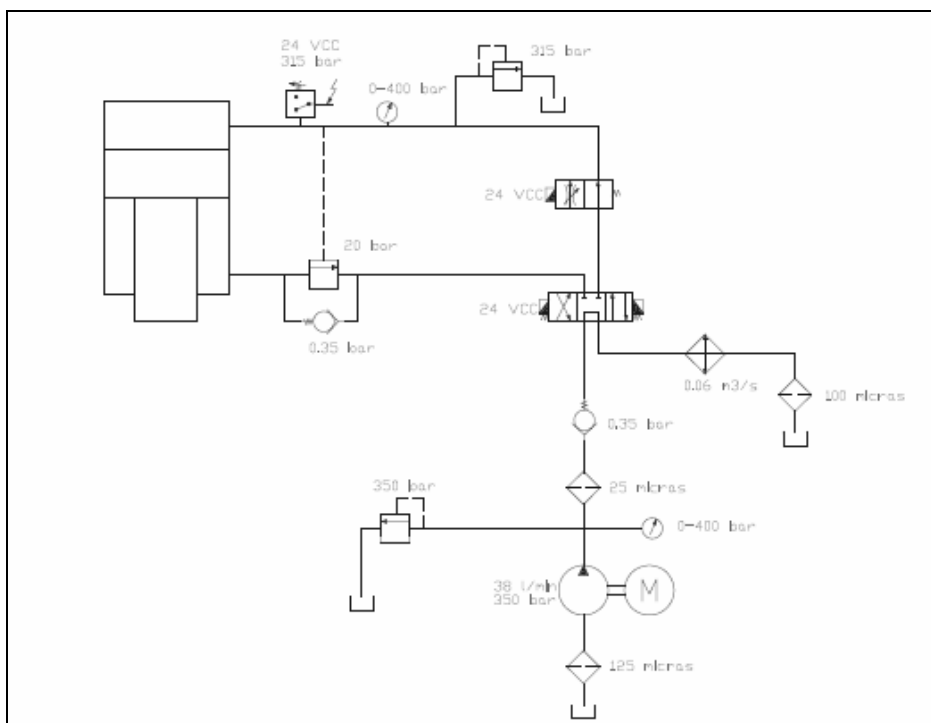 24 VCC
315 bar
315 bar
0-400 bar
24 VCC
20 bar
24 VCC
0.35 bar
0.06 m3/s
100 micras
0.35 bar
25 micras
350 bar
0-400 bar
38 l/min
350 bar
M
125 micras